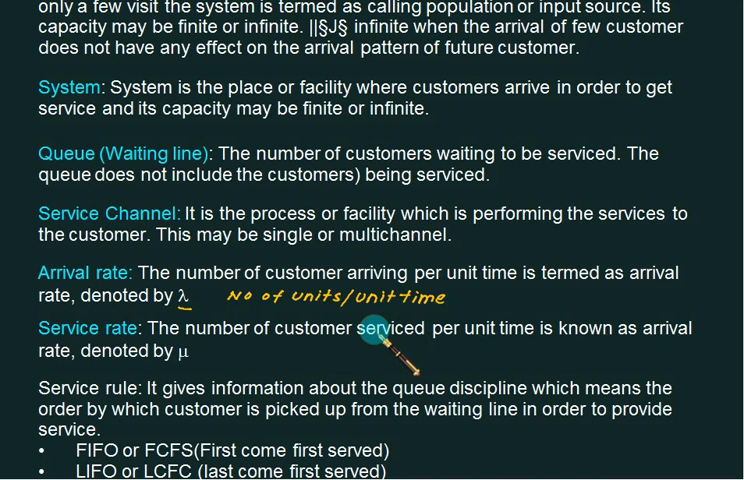 only a few visit the system is termed as calling population or input source. Its
capacity may be finite or infinite. ||§J§ infinite when the arrival of few customer
does not have any effect on the arrival pattern of future customer.
System: System is the place or facility where customers arrive in order to get
service and its capacity may be finite or infinite.
Queue (Waiting line): The number of customers waiting to be serviced. The
queue does not include the customers) being serviced.
Service Channel: It is the process or facility which is performing the services to
the customer. This may be single or multichannel.
Arrival rate: The number of customer arriving per unit time is termed as arrival
rate, denoted by λ No of units/unit time
Service rate: The number of customer serviced per unit time is known as arrival
rate, denoted by μ
Service rule: It gives information about the queue discipline which means the
order by which customer is picked up from the waiting line in order to provide
service.
• FIFO or FCFS(First come first served)
• LIFO or LCFC (last come first served)